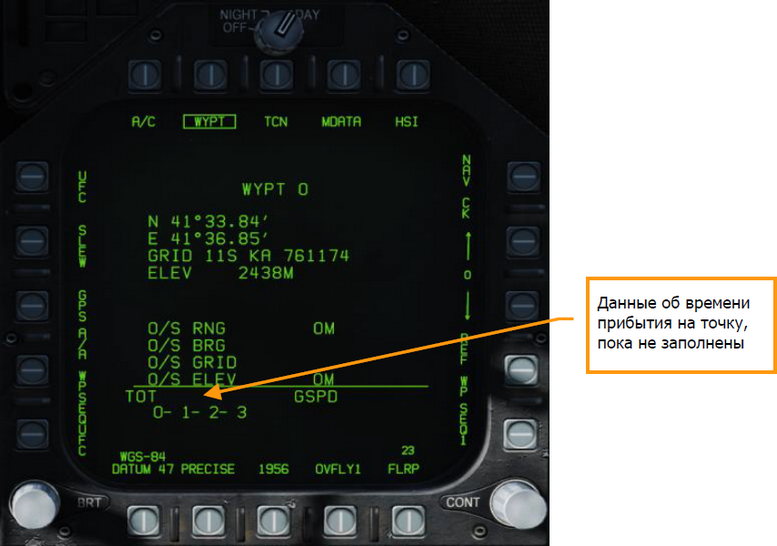 NIGHT
DAY
OFF
A/C WYPT TCN MDATA HSI
UFC
SLEW
GPS
A/A
WPSEQUFC
NAV CK
0
REF WP
SEQ1
WYPT 0
N 41°33.84′
E 41°36.85′
GRID 11S KA 761174
ELEV 2438M
O/S RNG 0M
O/S BRG
O/S GRID
O/S ELEV 0M
TOT GSPD
0- 1- 2- 3
WGS-84 23
DATUM 47 PRECISE 1956 OVFLY1 FLRP
BRT
CONT
Данные об времени
прибытия на точку,
пока не заполнены